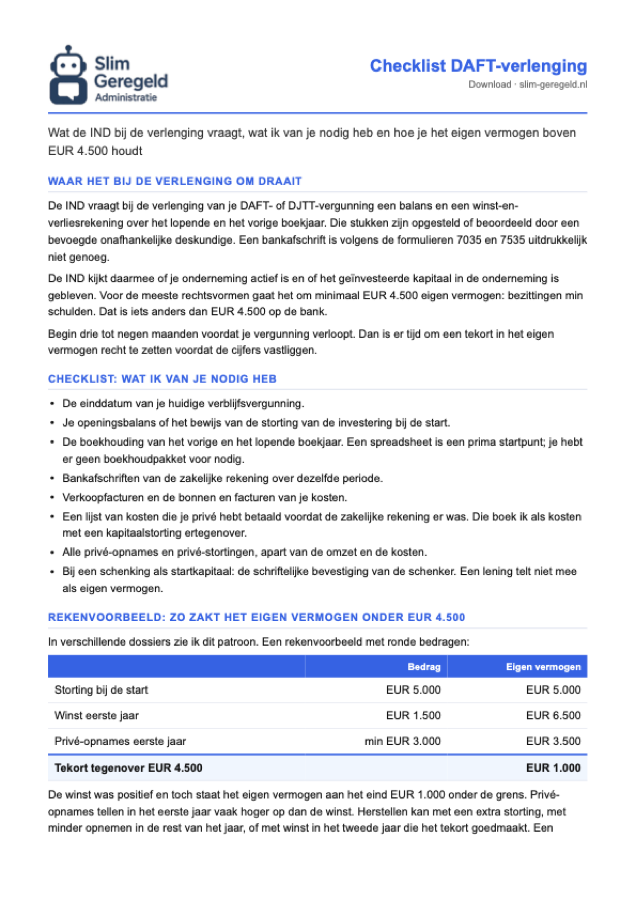 Slim
Geregeld
Administratie
Checklist DAFT-verlenging
Download · slim-geregeld.nl
Wat de IND bij de verlenging vraagt, wat ik van je nodig heb en hoe je het eigen vermogen boven
EUR 4.500 houdt
WAAR HET BIJ DE VERLENGING OM DRAAIT
De IND vraagt bij de verlenging van je DAFT- of DJTT-vergunning een balans en een winst-en-
verliesrekening over het lopende en het vorige boekjaar. Die stukken zijn opgesteld of beoordeeld door een
bevoegde onafhankelijke deskundige. Een bankafschrift is volgens de formulieren 7035 en 7535 uitdrukkelijk
niet genoeg.
De IND kijkt daarmee of je onderneming actief is en of het geïnvesteerde kapitaal in de onderneming is
gebleven. Voor de meeste rechtsvormen gaat het om minimaal EUR 4.500 eigen vermogen: bezittingen min
schulden. Dat is iets anders dan EUR 4.500 op de bank.
Begin drie tot negen maanden voordat je vergunning verloopt. Dan is er tijd om een tekort in het eigen
vermogen recht te zetten voordat de cijfers vastliggen.
CHECKLIST: WAT IK VAN JE NODIG HEB
• De einddatum van je huidige verblijfsvergunning.
• Je openingsbalans of het bewijs van de storting van de investering bij de start.
• De boekhouding van het vorige en het lopende boekjaar. Een spreadsheet is een prima startpunt; je hebt
er geen boekhoudpakket voor nodig.
• Bankafschriften van de zakelijke rekening over dezelfde periode.
• Verkoopfacturen en de bonnen en facturen van je kosten.
• Een lijst van kosten die je privé hebt betaald voordat de zakelijke rekening er was. Die boek ik als kosten
met een kapitaalstorting ertegenover.
• Alle privé-opnames en privé-stortingen, apart van de omzet en de kosten.
• Bij een schenking als startkapitaal: de schriftelijke bevestiging van de schenker. Een lening telt niet mee
als eigen vermogen.
REKENVOORBEELD: ZO ZAKT HET EIGEN VERMOGEN ONDER EUR 4.500
In verschillende dossiers zie ik dit patroon. Een rekenvoorbeeld met ronde bedragen:
Bedrag Eigen vermogen
Storting bij de start EUR 5.000 EUR 5.000
Winst eerste jaar EUR 1.500 EUR 6.500
Privé-opnames eerste jaar min EUR 3.000 EUR 3.500
Tekort tegenover EUR 4.500 EUR 1.000
De winst was positief en toch staat het eigen vermogen aan het eind EUR 1.000 onder de grens. Privé-
opnames tellen in het eerste jaar vaak hoger op dan de winst. Herstellen kan met een extra storting, met
minder opnemen in de rest van het jaar, of met winst in het tweede jaar die het tekort goedmaakt. Een